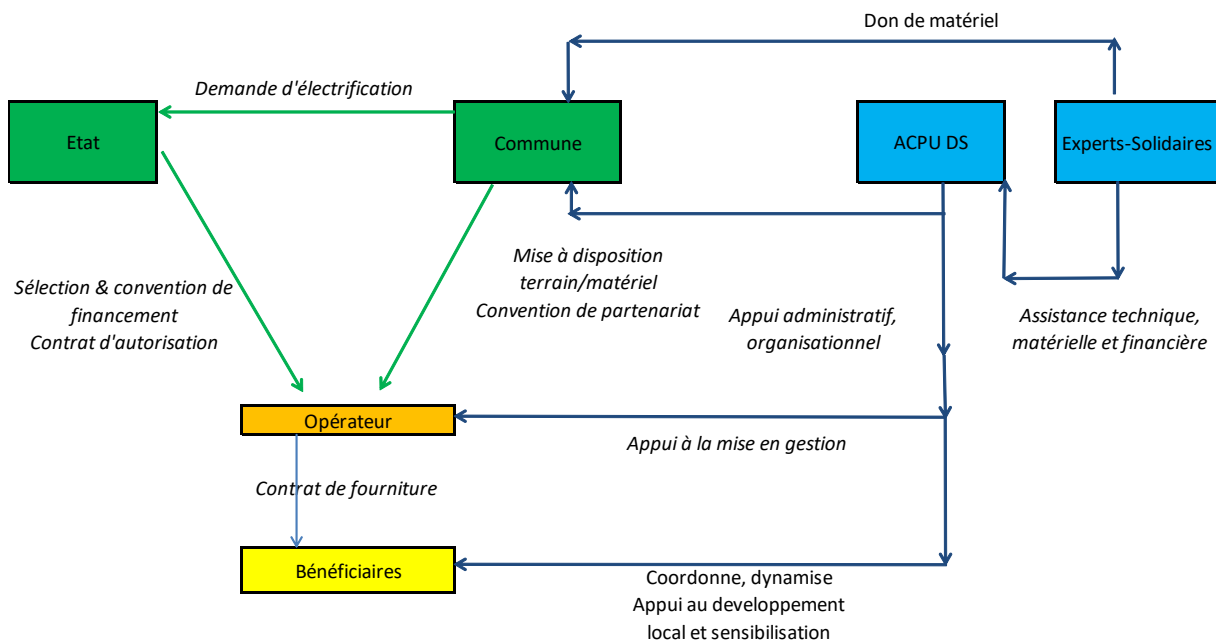 Don de matériel
Demande d'électrification
Etat
Commune
ACPU DS
Experts-Solidaires
Mise à disposition
terrain/matériel
Convention de partenariat
Sélection & convention de
financement
Contrat d'autorisation
Appui administratif,
organisationnel
Assistance technique,
matérielle et financière
Opérateur
Appui à la mise en gestion
Contrat de fourniture
Bénéficiaires
Coordonne, dynamise
Appui au developpement
local et sensibilisation